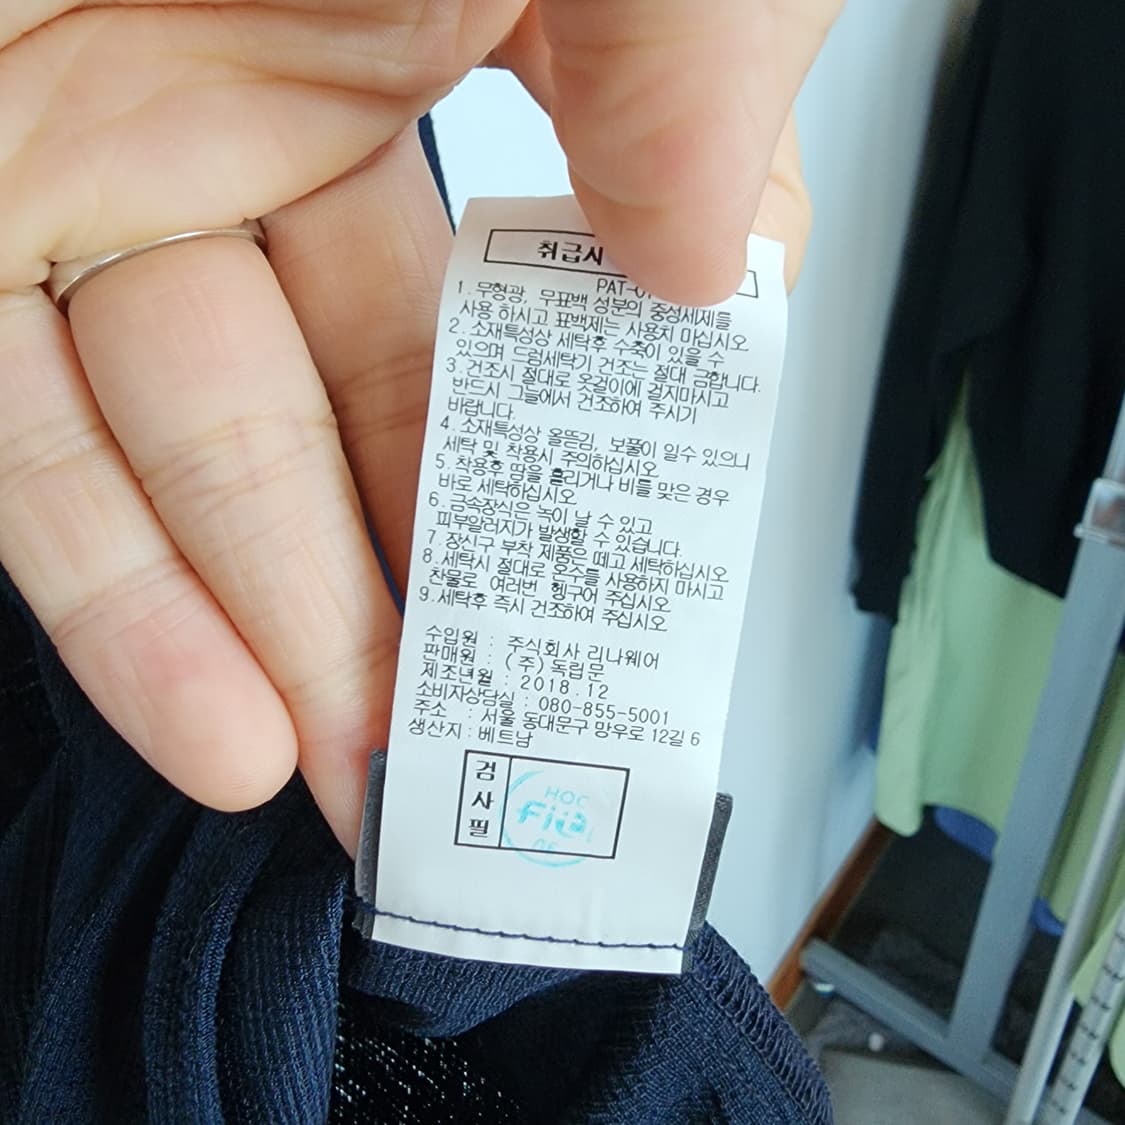 취급시
PAT-01
1. 무형광, 무표백 성분의 중성세제를
사용 하시고 표백제는 사용치 마십시오
2. 소재특성상 세탁후 수축이 있을 수
있으며 드럼세탁기 건조는 절대 금합니다.
3. 건조시 절대로 옷걸이에 걸지마시고
반드시 그늘에서 건조하여 주시기
바랍니다.
4. 소재특성상 올뜯김, 보풀이 일수 있으니
세탁 및 착용시 주의하십시오
5. 착용후 땀을 흘리거나 비를 맞은 경우
바로 세탁하십시오
6. 금속장식은 녹이 날 수 있고
피부알러지가 발생할 수 있습니다.
7. 장신구 부착 제품은 떼고 세탁하십시오
8. 세탁시 절대로 온수를 사용하지 마시고
찬물로 여러번 헹구어 주십시오
9. 세탁후 즉시 건조하여 주십시오
수입원 : 주식회사 리나웨어
판매원 : (주)독립문
제조년월 : 2018.12
소비자상담실 : 080-855-5001
주소 : 서울 동대문구 망우로 12길 6
생산지 : 베트남
검사필